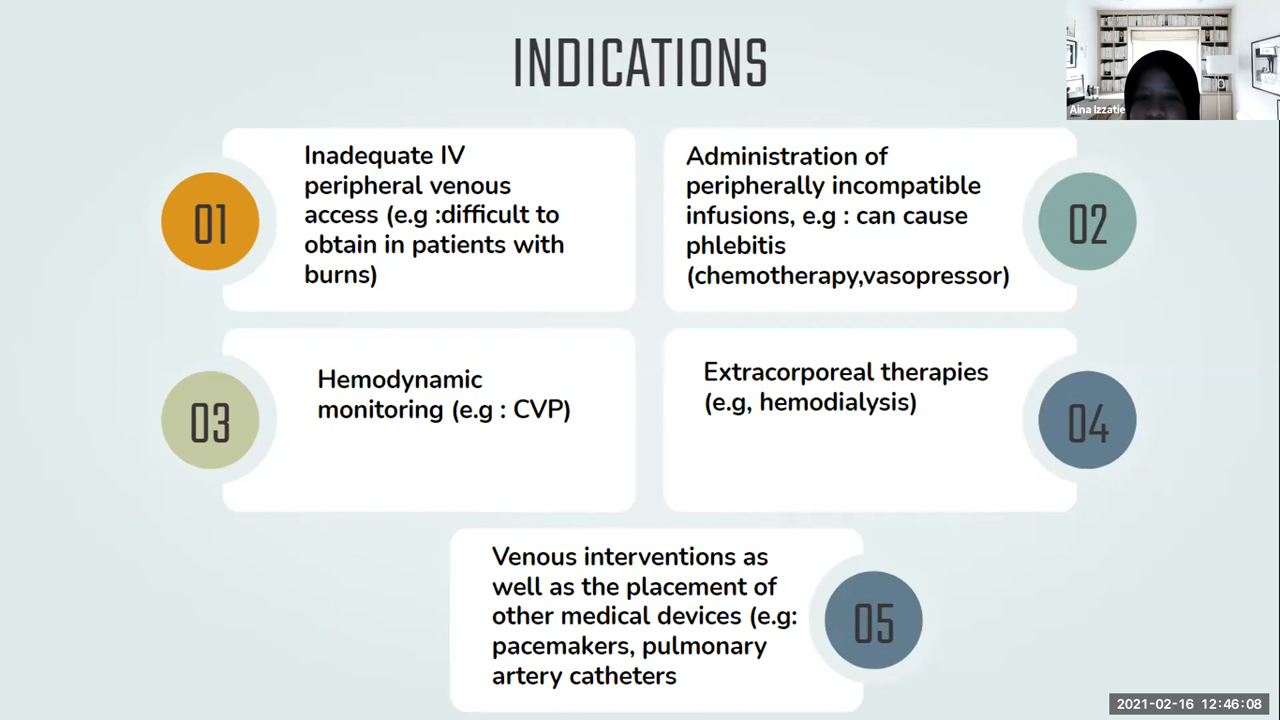 INDICATIONS
Aina Izzatie
01
Inadequate IV
peripheral venous
access (e.g :difficult to
obtain in patients with
burns)
Administration of
peripherally incompatible
infusions, e.g : can cause
phlebitis
(chemotherapy,vasopressor)
02
03
Hemodynamic
monitoring (e.g : CVP)
Extracorporeal therapies
(e.g, hemodialysis)
04
Venous interventions as
well as the placement of
other medical devices (e.g:
pacemakers, pulmonary
artery catheters
05
2021-02-16 12:46:08